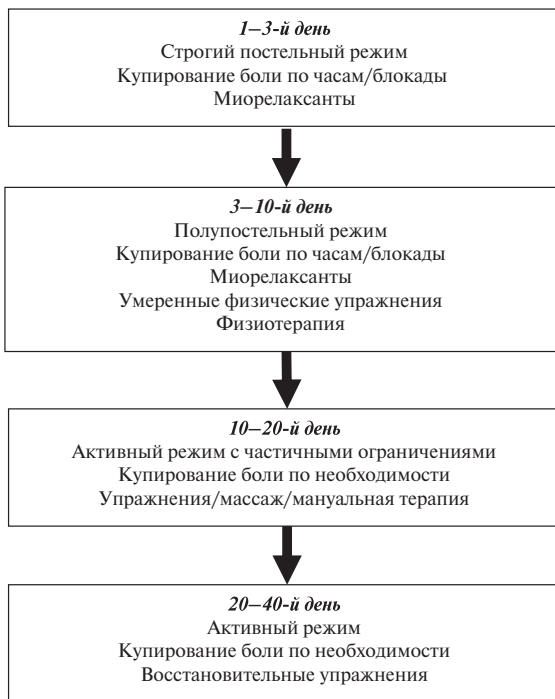 1–3-й день
Строгий постельный режим
Купирование боли по часам/блокады
Миорелаксанты
3–10-й день
Полупостельный режим
Купирование боли по часам/блокады
Миорелаксанты
Умеренные физические упражнения
Физиотерапия
10–20-й день
Активный режим с частичными ограничениями
Купирование боли по необходимости
Упражнения/массаж/мануальная терапия
20–40-й день
Активный режим
Купирование боли по необходимости
Восстановительные упражнения